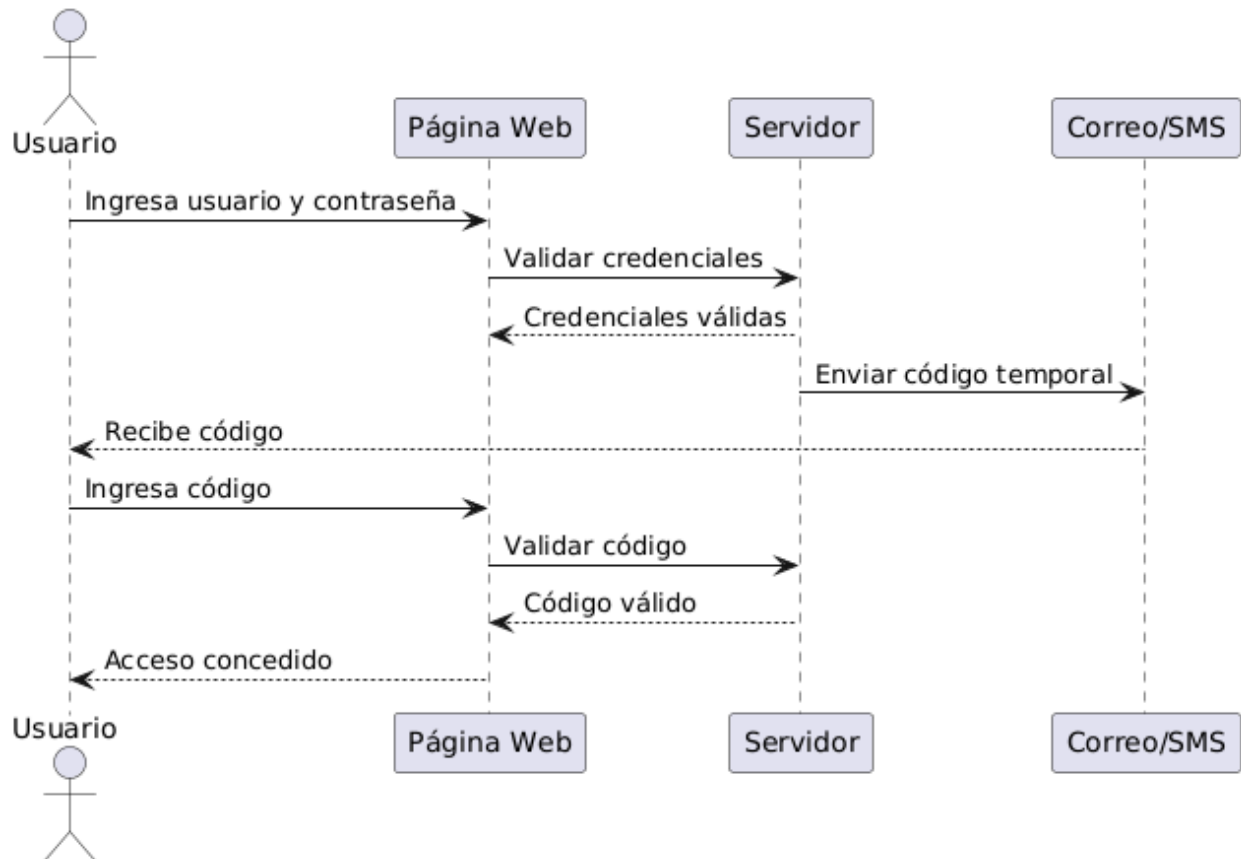 Usuario
Página Web
Servidor
Correo/SMS
Ingresa usuario y contraseña
Validar credenciales
Credenciales válidas
Enviar código temporal
Recibe código
Ingresa código
Validar código
Código válido
Acceso concedido
Usuario
Página Web
Servidor
Correo/SMS